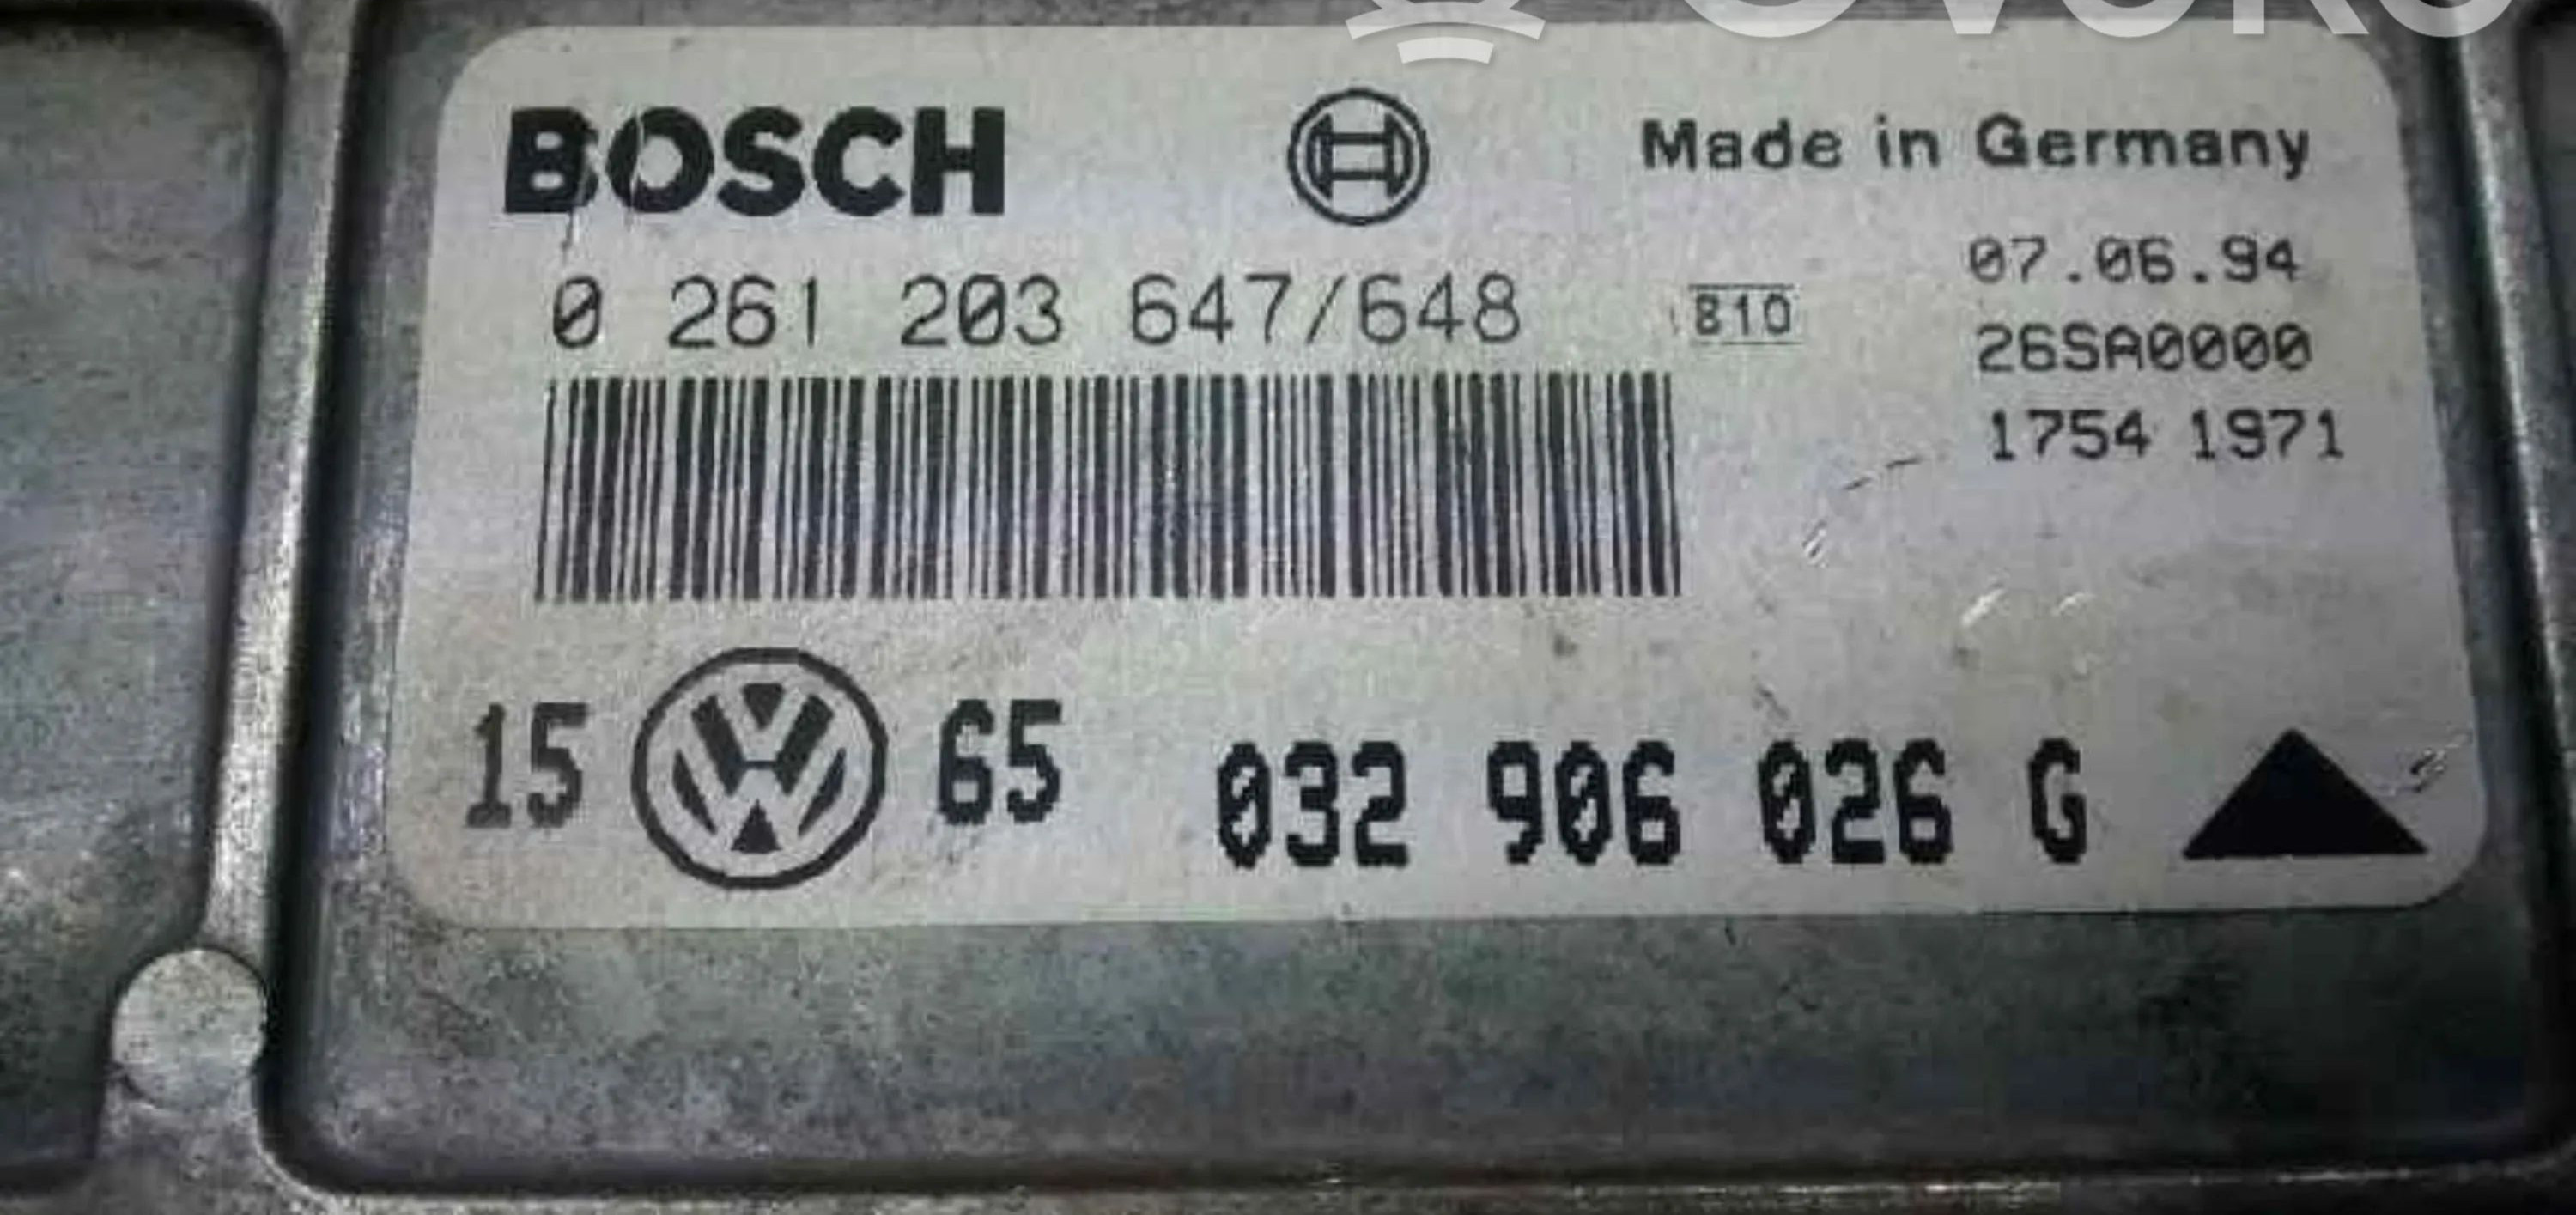 BOSCH
Made in Germany
0 261 203 647/648
810
07.06.94
26SA0000
1754 1971
15 VW 65
032 906 026 G